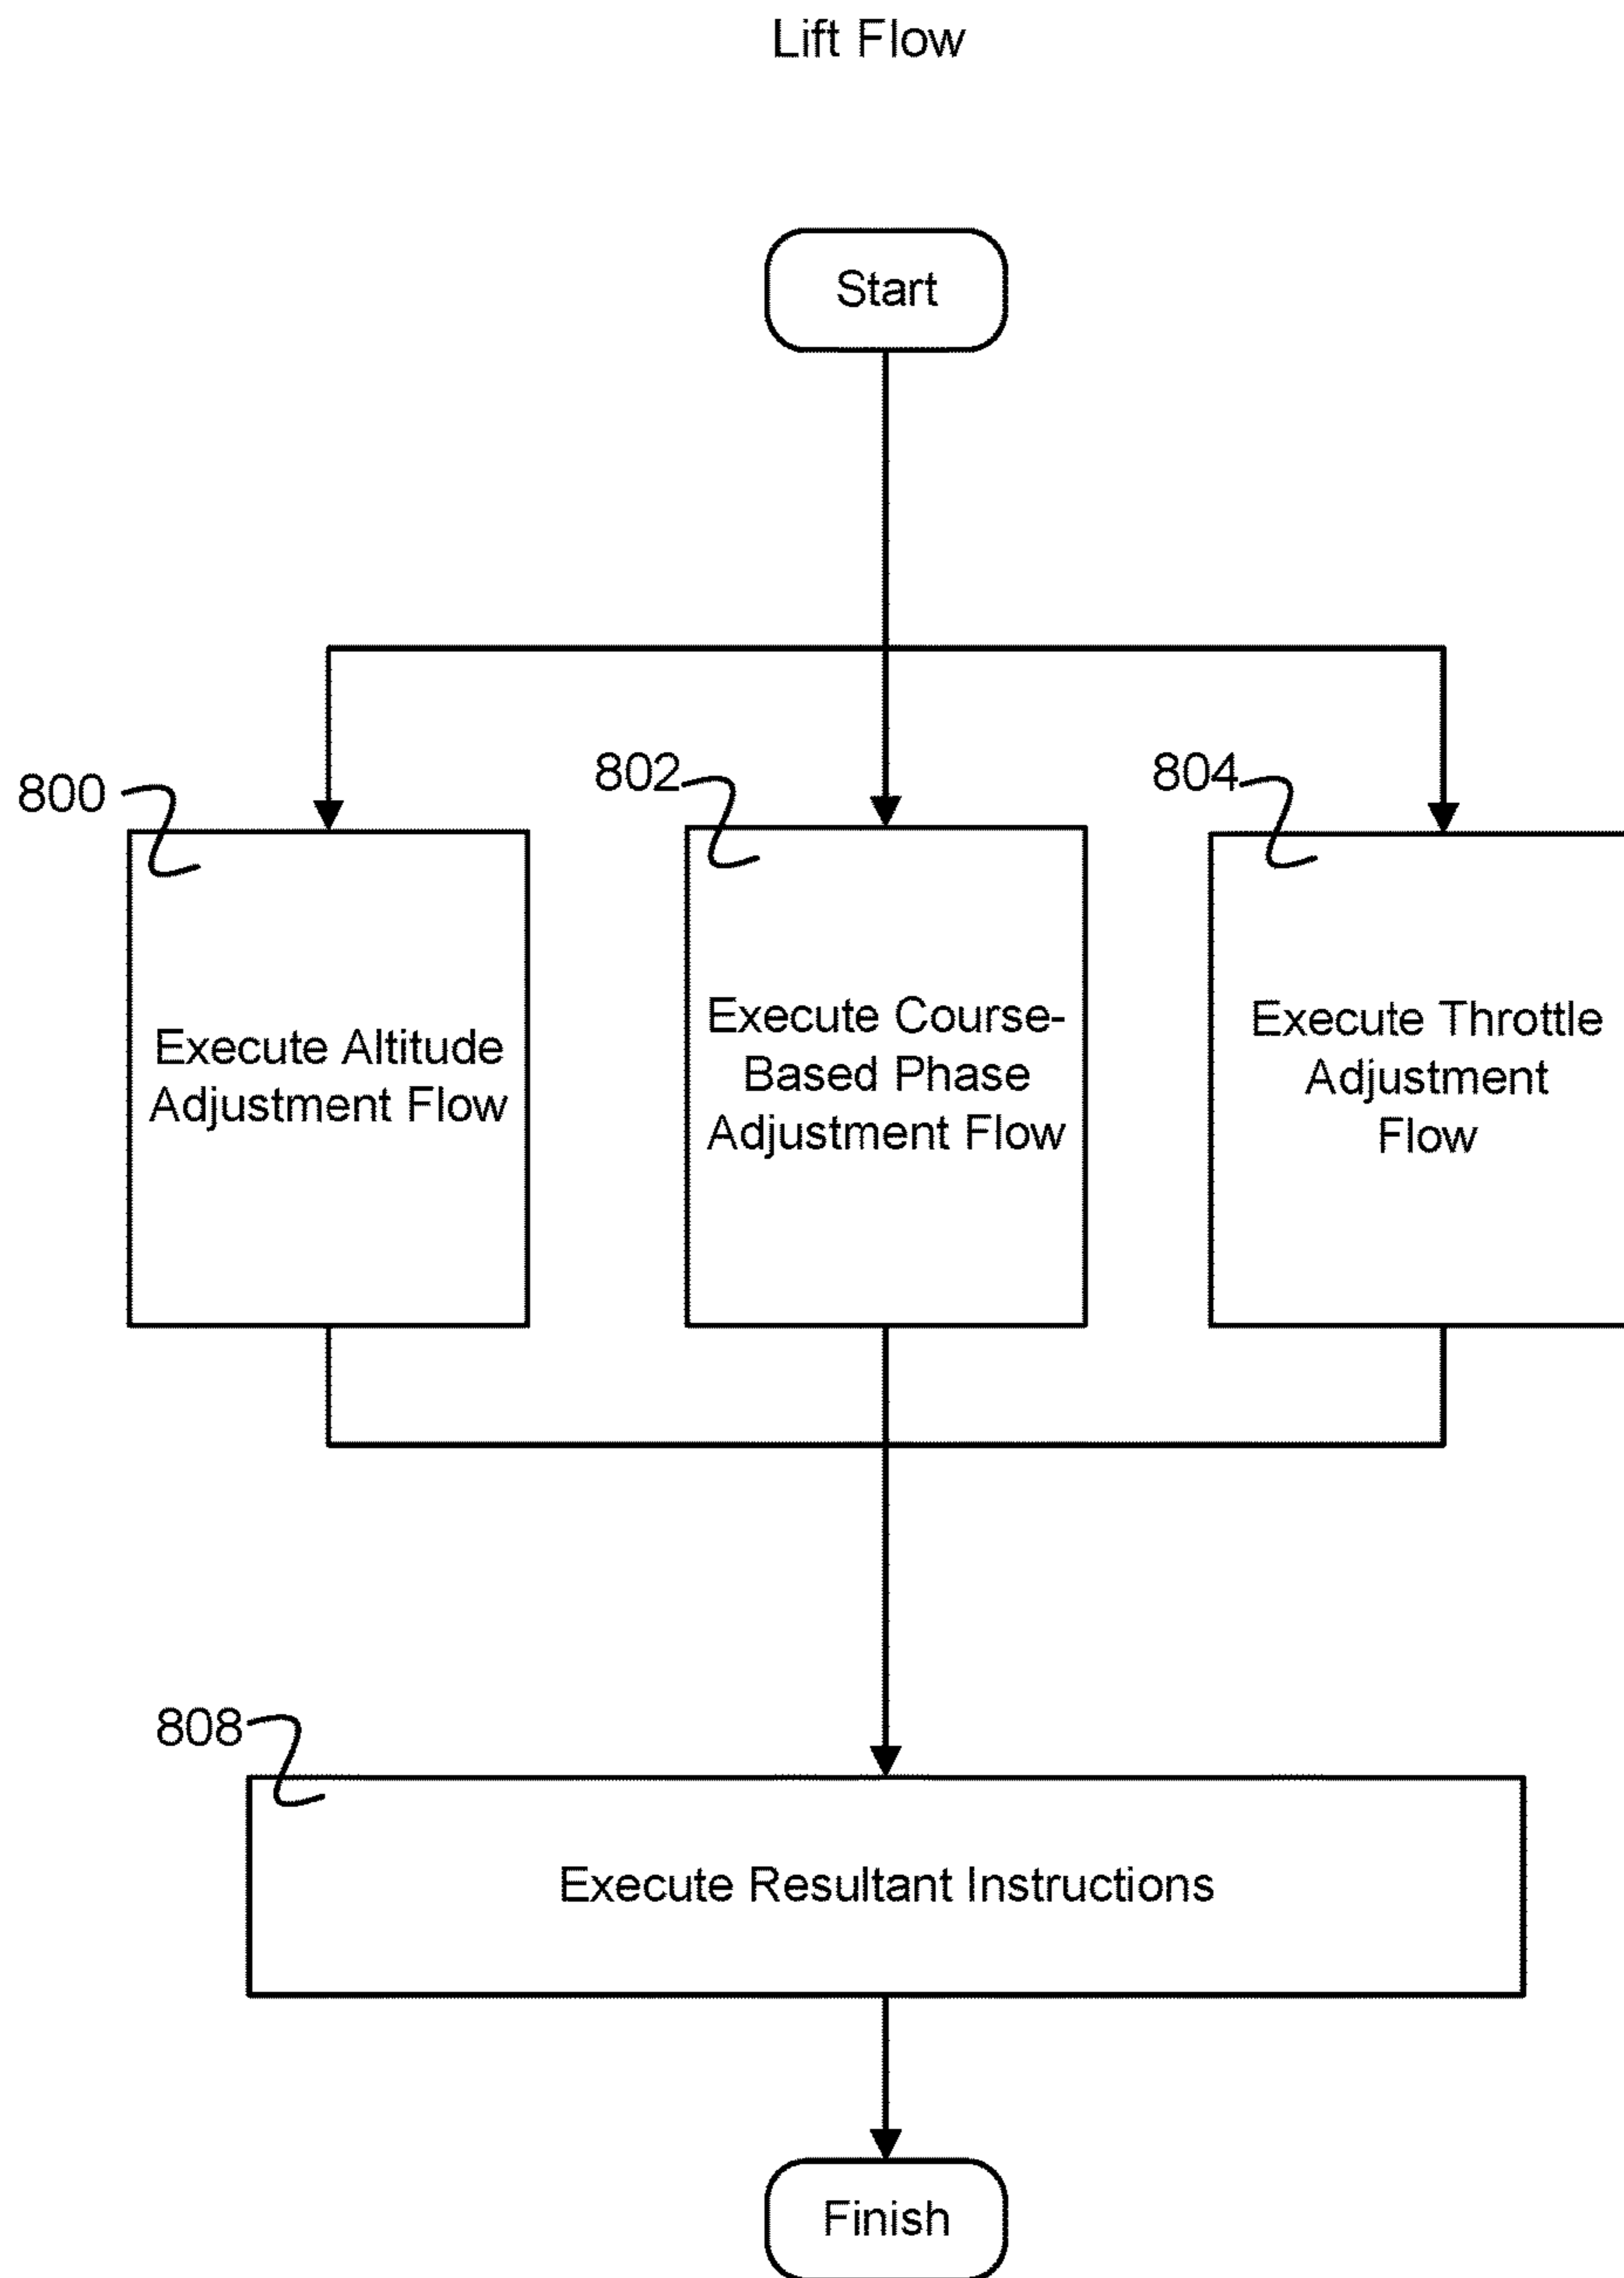 Lift Flow
Start
800
802
804
Execute Altitude
Adjustment Flow
Execute Course-
Based Phase
Adjustment Flow
Execute Throttle
Adjustment
Flow
808
Execute Resultant Instructions
Finish